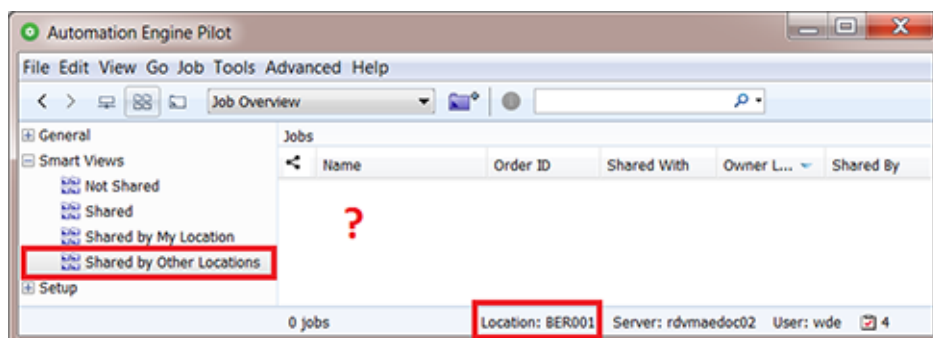 Automation Engine Pilot
File Edit View Go Job Tools Advanced Help
Job Overview
General
Smart Views
Not Shared
Shared
Shared by My Location
Shared by Other Locations
Setup
Jobs
Name Order ID Shared With Owner L... Shared By
?
0 jobs Location: BER001 Server: rdvmaedoc02 User: wde 4